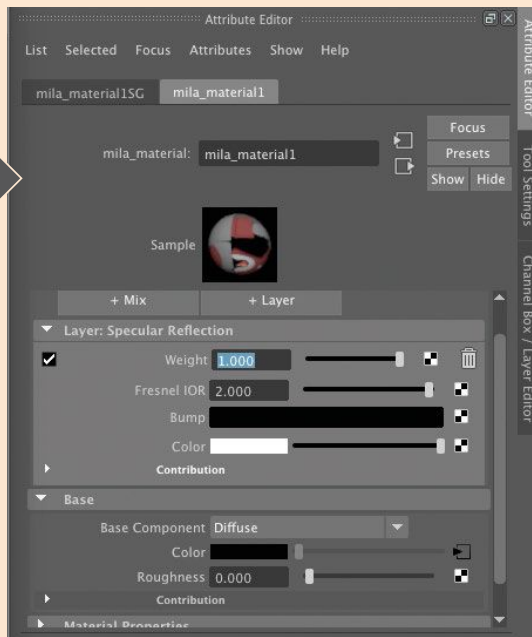 Attribute Editor
List Selected Focus Attributes Show Help
mila_material1SG mila_material1
Focus
mila_material: mila_material1
Presets
Show Hide
Sample
+ Mix + Layer
Layer: Specular Reflection
Weight 1.000
Fresnel IOR 2.000
Bump
Color
Contribution
Base
Base Component Diffuse
Color
Roughness 0.000
Contribution
Material Properties
Attribute Editor
Tool Settings
Channel Box / Layer Editor